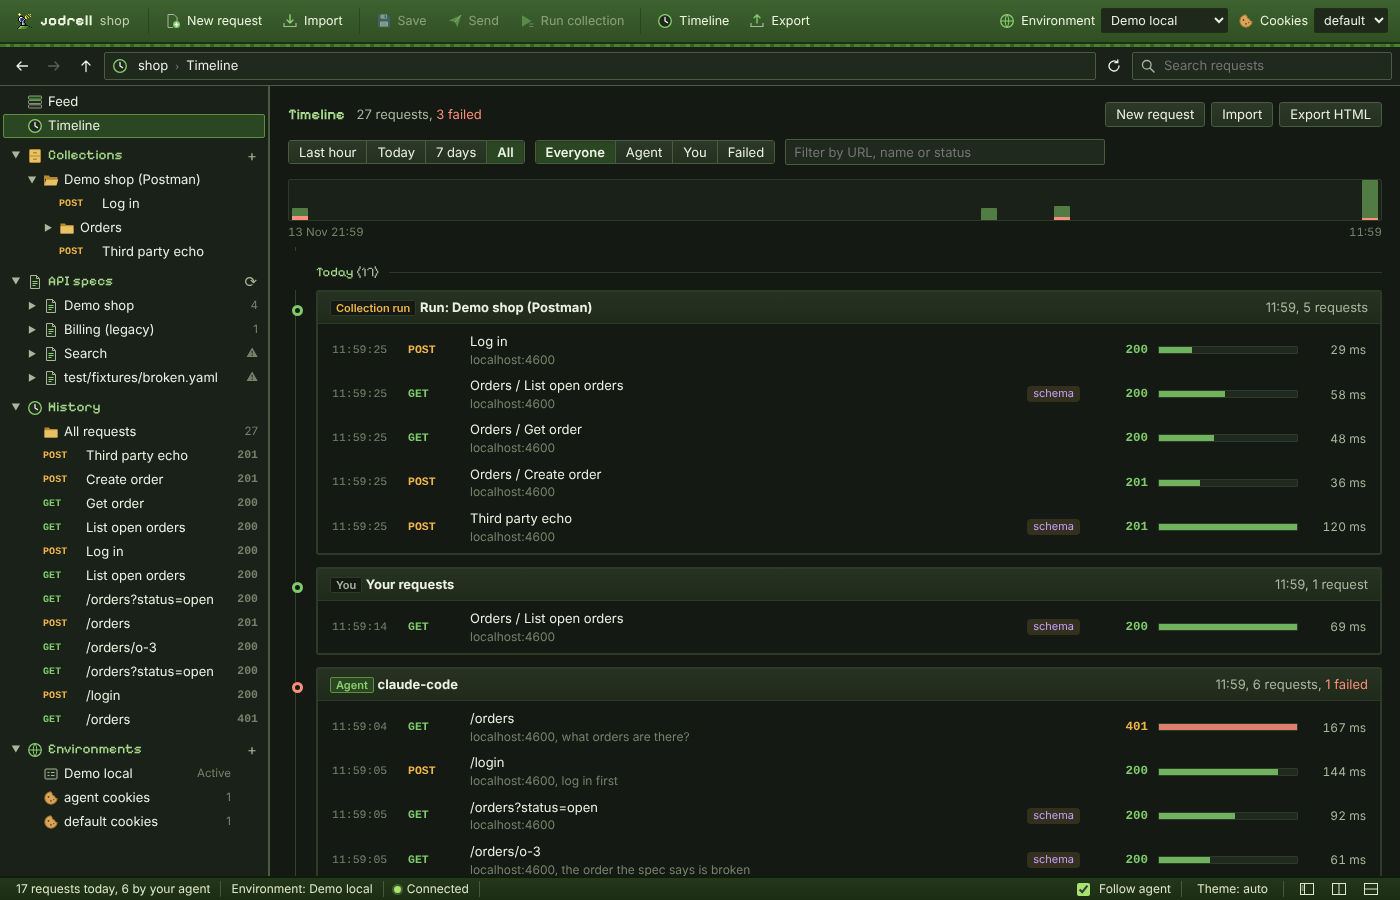 jodrell shop New request Import Save Send Run collection Timeline Export Environment Demo local Cookies default
shop › Timeline Search requests
Feed
Timeline
Collections +
Demo shop (Postman)
POST Log in
Orders
POST Third party echo
API specs
Demo shop 4
Billing (legacy) 1
Search
test/fixtures/broken.yaml
History
All requests 27
POST Third party echo 201
POST Create order 201
GET Get order 200
GET List open orders 200
POST Log in 200
GET List open orders 200
GET /orders?status=open 200
POST /orders 201
GET /orders/o-3 200
GET /orders?status=open 200
POST /login 200
GET /orders 401
Environments +
Demo local Active
agent cookies 1
default cookies 1
Timeline 27 requests, 3 failed New request Import Export HTML
Last hour Today 7 days All Everyone Agent You Failed Filter by URL, name or status
13 Nov 21:59 11:59
Today (17)
Collection run Run: Demo shop (Postman) 11:59, 5 requests
11:59:25 POST Log in 200 29 ms
localhost:4600
11:59:25 GET Orders / List open orders schema 200 58 ms
localhost:4600
11:59:25 GET Orders / Get order 200 48 ms
localhost:4600
11:59:25 POST Orders / Create order 201 36 ms
localhost:4600
11:59:25 POST Third party echo schema 201 120 ms
localhost:4600
You Your requests 11:59, 1 request
11:59:14 GET Orders / List open orders schema 200 69 ms
localhost:4600
Agent claude-code 11:59, 6 requests, 1 failed
11:59:04 GET /orders 401 167 ms
localhost:4600, what orders are there?
11:59:05 POST /login 200 144 ms
localhost:4600, log in first
11:59:05 GET /orders?status=open schema 200 92 ms
localhost:4600
11:59:05 GET /orders/o-3 schema 200 61 ms
localhost:4600, the order the spec says is broken
17 requests today, 6 by your agent Environment: Demo local Connected Follow agent Theme: auto